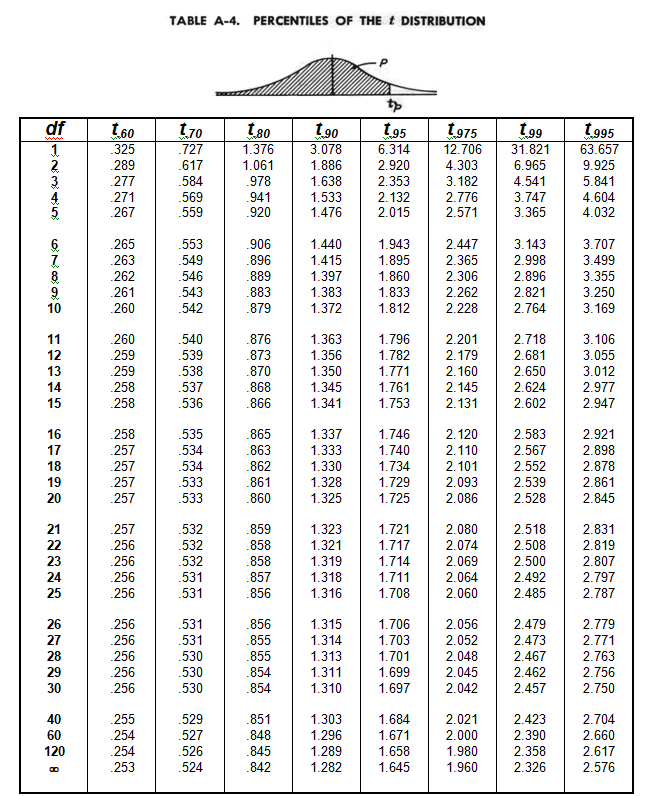 TABLE A-4. PERCENTILES OF THE t DISTRIBUTION
P
tp
df t.60 t.70 t.80 t.90 t.95 t.975 t.99 t.995
1 .325 .727 1.376 3.078 6.314 12.706 31.821 63.657
2 .289 .617 1.061 1.886 2.920 4.303 6.965 9.925
3 .277 .584 .978 1.638 2.353 3.182 4.541 5.841
4 .271 .569 .941 1.533 2.132 2.776 3.747 4.604
5 .267 .559 .920 1.476 2.015 2.571 3.365 4.032
6 .265 .553 .906 1.440 1.943 2.447 3.143 3.707
7 .263 .549 .896 1.415 1.895 2.365 2.998 3.499
8 .262 .546 .889 1.397 1.860 2.306 2.896 3.355
9 .261 .543 .883 1.383 1.833 2.262 2.821 3.250
10 .260 .542 .879 1.372 1.812 2.228 2.764 3.169
11 .260 .540 .876 1.363 1.796 2.201 2.718 3.106
12 .259 .539 .873 1.356 1.782 2.179 2.681 3.055
13 .259 .538 .870 1.350 1.771 2.160 2.650 3.012
14 .258 .537 .868 1.345 1.761 2.145 2.624 2.977
15 .258 .536 .866 1.341 1.753 2.131 2.602 2.947
16 .258 .535 .865 1.337 1.746 2.120 2.583 2.921
17 .257 .534 .863 1.333 1.740 2.110 2.567 2.898
18 .257 .534 .862 1.330 1.734 2.101 2.552 2.878
19 .257 .533 .861 1.328 1.729 2.093 2.539 2.861
20 .257 .533 .860 1.325 1.725 2.086 2.528 2.845
21 .257 .532 .859 1.323 1.721 2.080 2.518 2.831
22 .256 .532 .858 1.321 1.717 2.074 2.508 2.819
23 .256 .532 .858 1.319 1.714 2.069 2.500 2.807
24 .256 .531 .857 1.318 1.711 2.064 2.492 2.797
25 .256 .531 .856 1.316 1.708 2.060 2.485 2.787
26 .256 .531 .856 1.315 1.706 2.056 2.479 2.779
27 .256 .531 .855 1.314 1.703 2.052 2.473 2.771
28 .256 .530 .855 1.313 1.701 2.048 2.467 2.763
29 .256 .530 .854 1.311 1.699 2.045 2.462 2.756
30 .256 .530 .854 1.310 1.697 2.042 2.457 2.750
40 .255 .529 .851 1.303 1.684 2.021 2.423 2.704
60 .254 .527 .848 1.296 1.671 2.000 2.390 2.660
120 .254 .526 .845 1.289 1.658 1.980 2.358 2.617
∞ .253 .524 .842 1.282 1.645 1.960 2.326 2.576